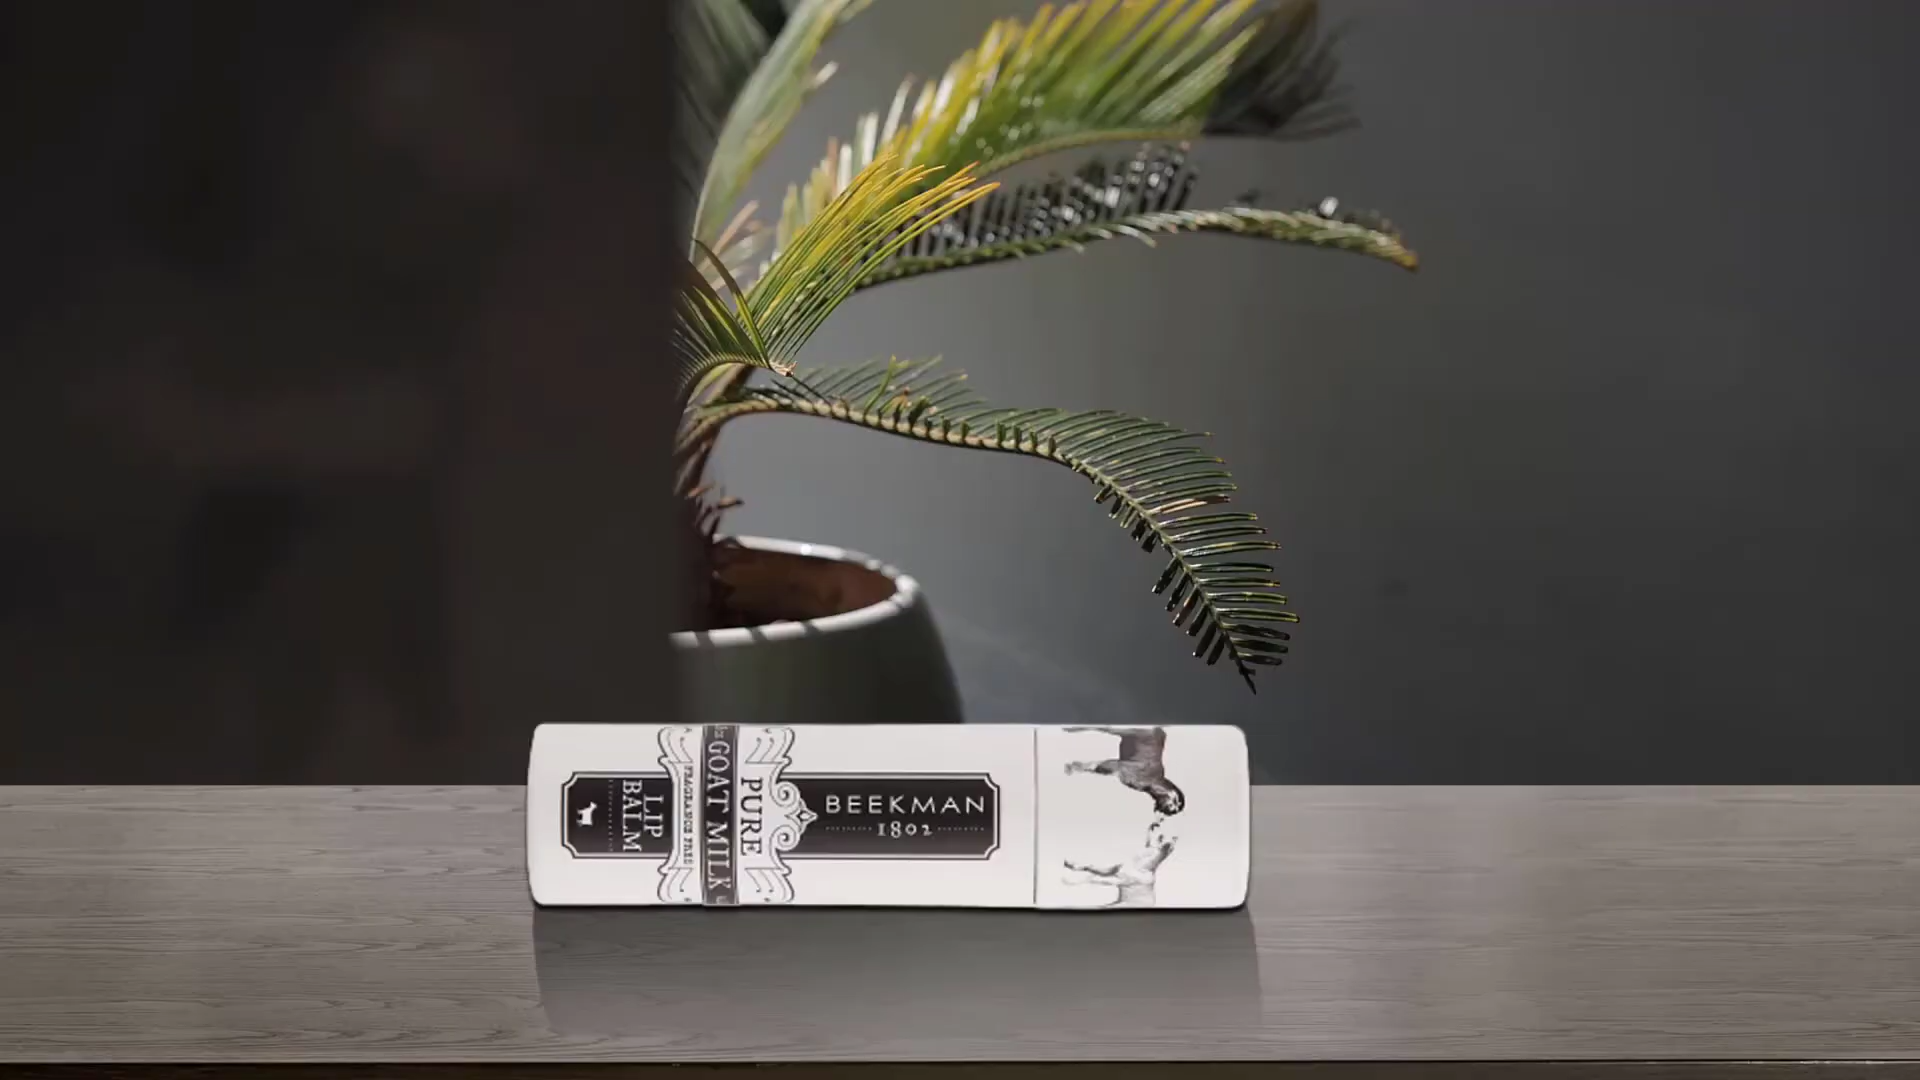 BEEKMAN
1802
PURE
GOAT MILK
FRAGRANCE FREE
LIP
BALM